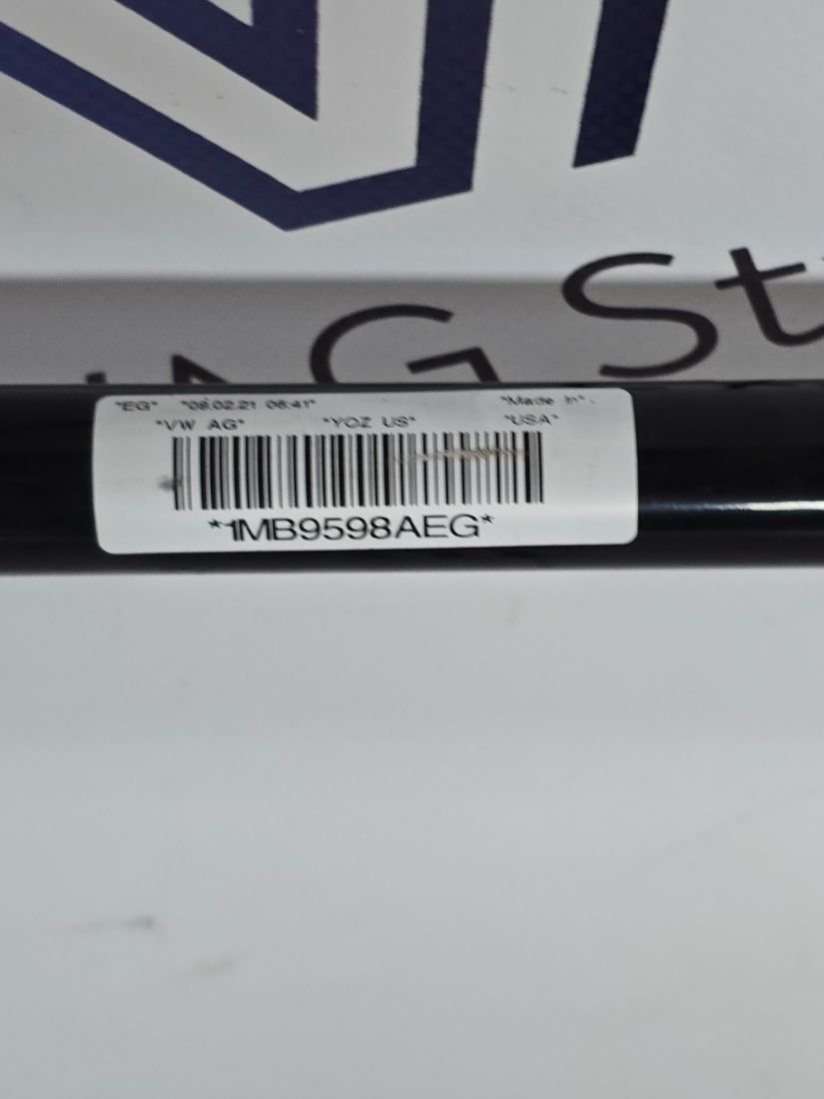 AG St
"EG" "09.02.21 06:41" "Made In"
"VW AG" "YOZ US" "USA"
*1MB9598AEG*